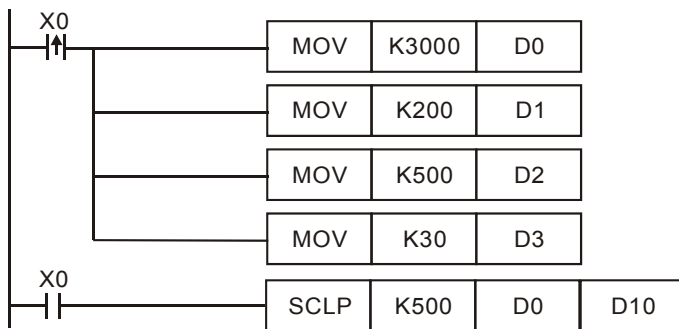 X0
MOV K3000 D0
MOV K200 D1
MOV K500 D2
MOV K30 D3
X0
SCLP K500 D0 D10